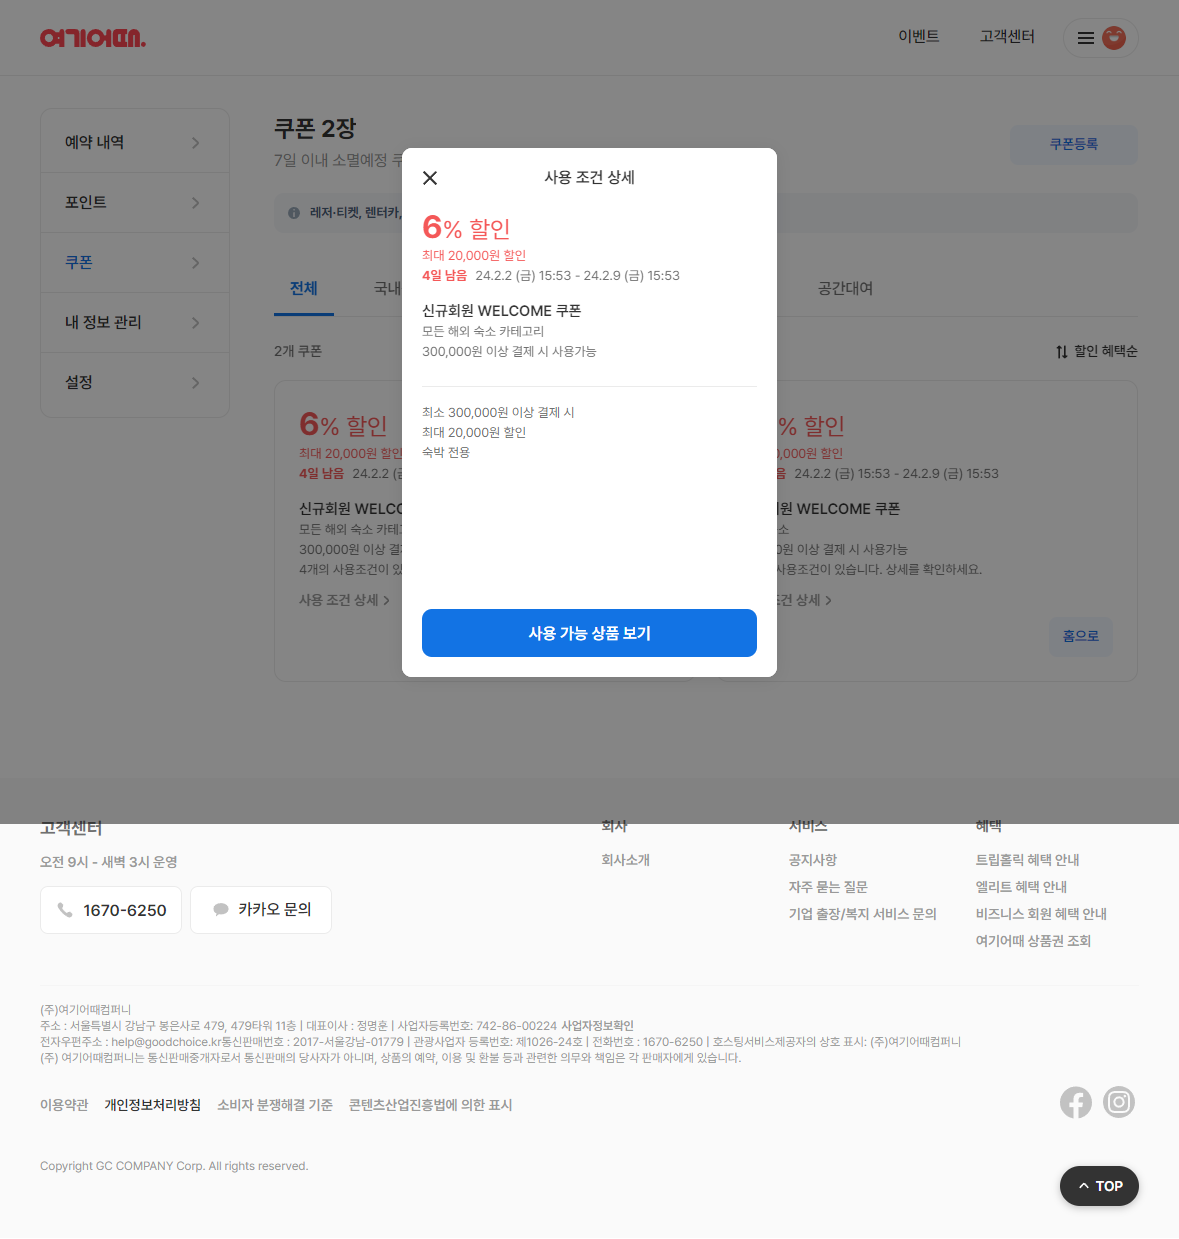 여기어때.
이벤트
고객센터
예약 내역
포인트
쿠폰
내 정보 관리
설정
쿠폰 2장
7일 이내 소멸예정
쿠폰등록
레저·티켓, 렌터카,
전체
국내
공간대여
2개 쿠폰
할인 혜택순
사용 조건 상세
6% 할인
최대 20,000원 할인
4일 남음 24.2.2 (금) 15:53 - 24.2.9 (금) 15:53
신규회원 WELCOME 쿠폰
모든 해외 숙소 카테고리
300,000원 이상 결제 시 사용가능
최소 300,000원 이상 결제 시
최대 20,000원 할인
숙박 전용
사용 가능 상품 보기
6% 할인
최대 20,000원 할인
4일 남음 24.2.2
신규회원 WELCO
모든 해외 숙소
300,000원 이상
4개의 사용조건이
사용 조건 상세
% 할인
,000원 할인
24.2.2 (금) 15:53 - 24.2.9 (금) 15:53
원 WELCOME 쿠폰
소
원 이상 결제 시 사용가능
사용조건이 있습니다. 상세를 확인하세요.
상세
홈으로
고객센터
오전 9시 - 새벽 3시 운영
1670-6250
카카오 문의
회사
회사소개
서비스
공지사항
자주 묻는 질문
기업 출장/복지 서비스 문의
혜택
트립홀릭 혜택 안내
엘리트 혜택 안내
비즈니스 회원 혜택 안내
여기어때 상품권 조회
(주)여기어때컴퍼니
주소 : 서울특별시 강남구 봉은사로 479, 479타워 11층 | 대표이사 : 정명훈 | 사업자등록번호: 742-86-00224 사업자정보확인
전자우편주소 : help@goodchoice.kr통신판매번호 : 2017-서울강남-01779 | 관광사업자 등록번호: 제1026-24호 | 전화번호 : 1670-6250 | 호스팅서비스제공자의 상호 표시: (주)여기어때컴퍼니
(주) 여기어때컴퍼니는 통신판매중개자로서 통신판매의 당사자가 아니며, 상품의 예약, 이용 및 환불 등과 관련한 의무와 책임은 각 판매자에게 있습니다.
이용약관 개인정보처리방침 소비자 분쟁해결 기준 콘텐츠산업진흥법에 의한 표시
Copyright GC COMPANY Corp. All rights reserved.
TOP